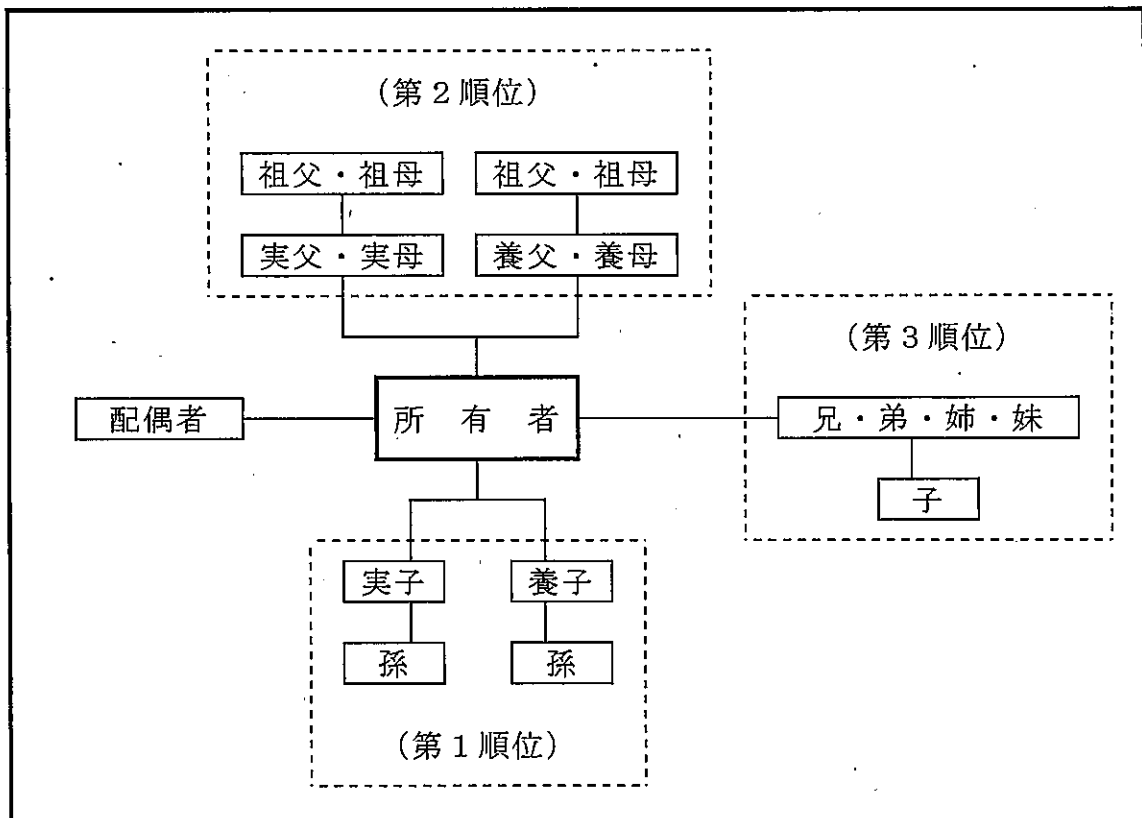 (第2順位)
祖父・祖母
祖父・祖母
実父・実母
養父・養母
(第3順位)
配偶者
所有者
兄・弟・姉・妹
子
実子
養子
孫
孫
(第1順位)